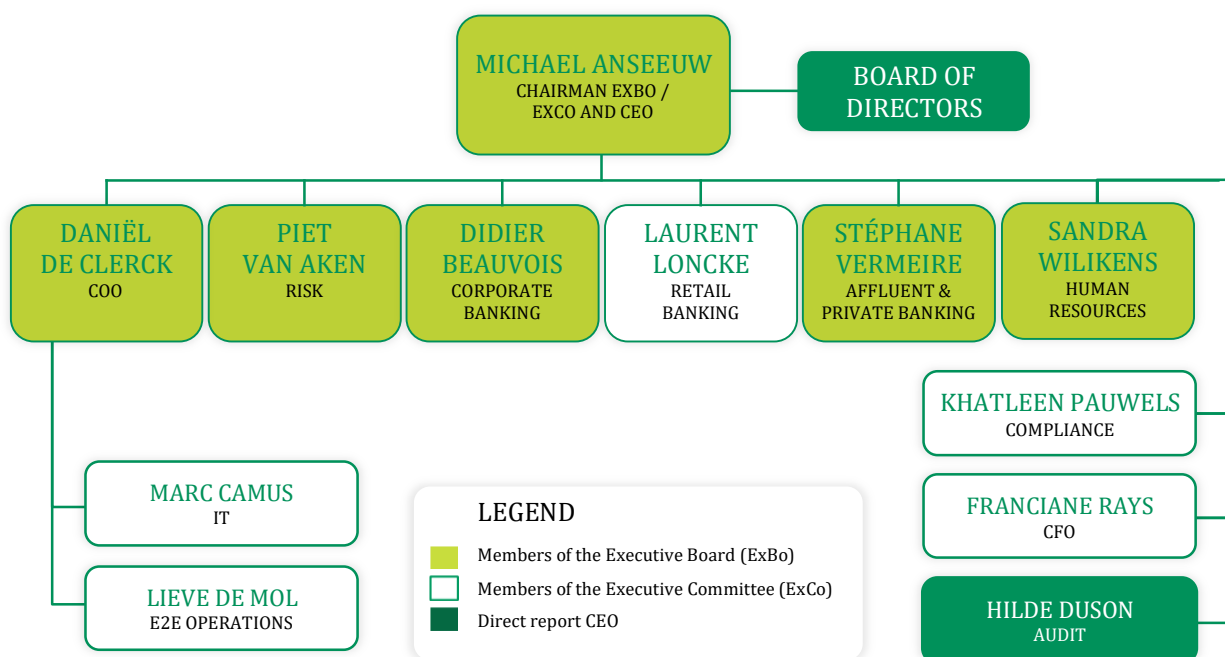 MICHAEL ANSEEUW
CHAIRMAN EXBO /
EXCO AND CEO
BOARD OF
DIRECTORS
DANIËL
DE CLERCK
COO
PIET
VAN AKEN
RISK
DIDIER
BEAUVOIS
CORPORATE
BANKING
LAURENT
LONCKE
RETAIL
BANKING
STÉPHANE
VERMEIRE
AFFLUENT &
PRIVATE BANKING
SANDRA
WILIKENS
HUMAN
RESOURCES
KHATLEEN PAUWELS
COMPLIANCE
MARC CAMUS
IT
FRANCIANE RAYS
CFO
LIEVE DE MOL
E2E OPERATIONS
HILDE DUSON
AUDIT
LEGEND
Members of the Executive Board (ExBo)
Members of the Executive Committee (ExCo)
Direct report CEO